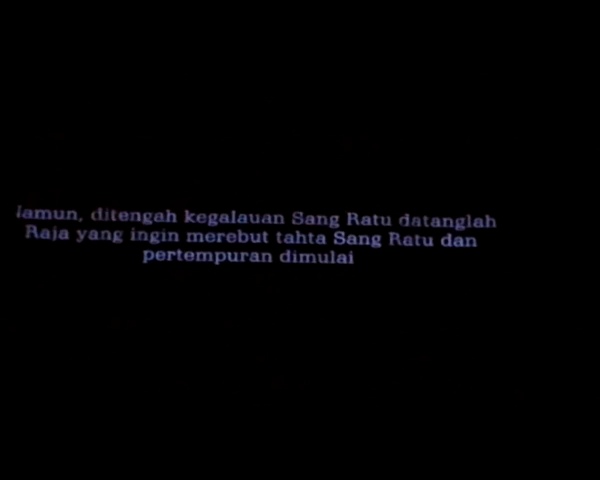 lamun, ditengah kegalauan Sang Ratu datanglah
Raja yang ingin merebut tahta Sang Ratu dan
pertempuran dimulai